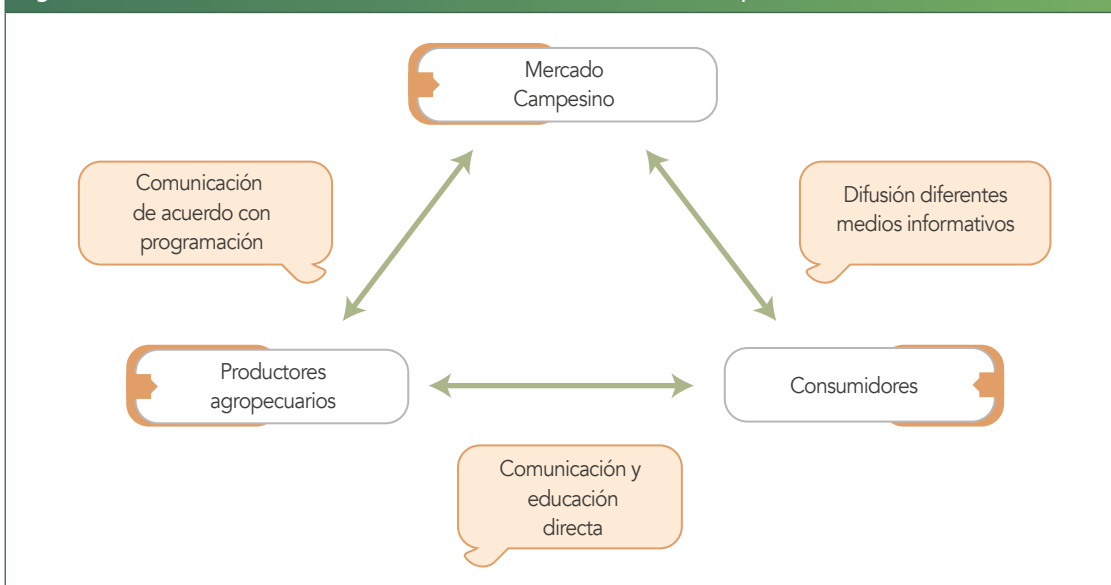 Mercado
Campesino
Comunicación
de acuerdo con
programación
Difusión diferentes
medios informativos
Productores
agropecuarios
Consumidores
Comunicación y
educación
directa